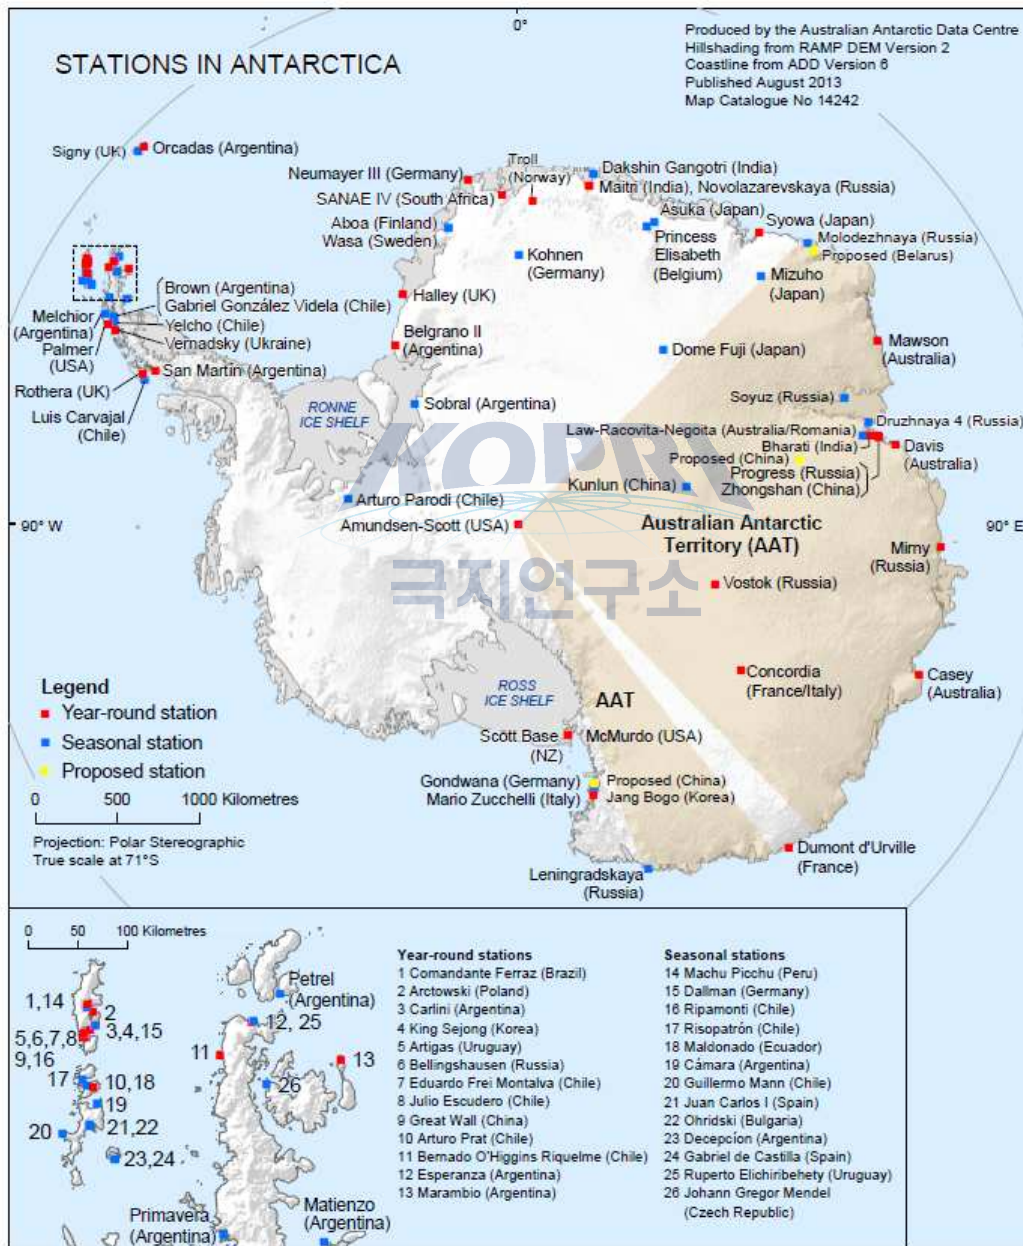 0°
Produced by the Australian Antarctic Data Centre
Hillshading from RAMP DEM Version 2
Coastline from ADD Version 6
Published August 2013
Map Catalogue No 14242
STATIONS IN ANTARCTICA
Signy (UK)
Orcadas (Argentina)
Neumayer III (Germany)
Troll
(Norway)
Dakshin Gangotri (India)
Maitri (India), Novolazarevskaya (Russia)
SANAE IV (South Africa)
Aboa (Finland)
Wasa (Sweden)
Asuka (Japan)
Syowa (Japan)
Princess
Elisabeth
(Belgium)
Molodezhnaya (Russia)
Proposed (Belarus)
Kohnen
(Germany)
Mizuho
(Japan)
Brown (Argentina)
Gabriel González Videla (Chile)
Halley (UK)
Melchior
(Argentina)
Yelcho (Chile)
Palmer
(USA)
Vernadsky (Ukraine)
Belgrano II
(Argentina)
Dome Fuji (Japan)
Mawson
(Australia)
San Martin (Argentina)
Rothera (UK)
Luis Carvajal
(Chile)
RONNE
ICE SHELF
Sobral (Argentina)
Soyuz (Russia)
Druzhnaya 4 (Russia)
Law-Racovita-Negoita (Australia/Romania)
Bharati (India)
Davis
(Australia)
Proposed (China)
Progress (Russia)
Zhongshan (China)
Kunlun (China)
KOPRI
Arturo Parodi (Chile)
90° W
Amundsen-Scott (USA)
Australian Antarctic
Territory (AAT)
90° E
Mirny
(Russia)
극지연구소
Vostok (Russia)
Concordia
(France/Italy)
Casey
(Australia)
ROSS
ICE SHELF
AAT
Legend
Year-round station
Seasonal station
Proposed station
Scott Base
(NZ)
McMurdo (USA)
Gondwana (Germany)
Proposed (China)
Mario Zucchelli (Italy)
Jang Bogo (Korea)
0 500 1000 Kilometres
Projection: Polar Stereographic
True scale at 71°S
Dumont d'Urville
(France)
Leningradskaya
(Russia)
0 50 100 Kilometres
1,14
2
3,4,15
5,6,7,8
9,16
17
10,18
19
20
21,22
23,24
Petrel
(Argentina)
12, 25
11
13
26
Primavera
(Argentina)
Matienzo
(Argentina)
Year-round stations
1 Comandante Ferraz (Brazil)
2 Arctowski (Poland)
3 Carlini (Argentina)
4 King Sejong (Korea)
5 Artigas (Uruguay)
6 Bellingshausen (Russia)
7 Eduardo Frei Montalva (Chile)
8 Julio Escudero (Chile)
9 Great Wall (China)
10 Arturo Prat (Chile)
11 Bernado O'Higgins Riquelme (Chile)
12 Esperanza (Argentina)
13 Marambio (Argentina)
Seasonal stations
14 Machu Picchu (Peru)
15 Dallman (Germany)
16 Ripamonti (Chile)
17 Risopatrón (Chile)
18 Maldonado (Ecuador)
19 Cámara (Argentina)
20 Guillermo Mann (Chile)
21 Juan Carlos I (Spain)
22 Ohridski (Bulgaria)
23 Decepcíon (Argentina)
24 Gabriel de Castilla (Spain)
25 Ruperto Elichiribehety (Uruguay)
26 Johann Gregor Mendel
(Czech Republic)